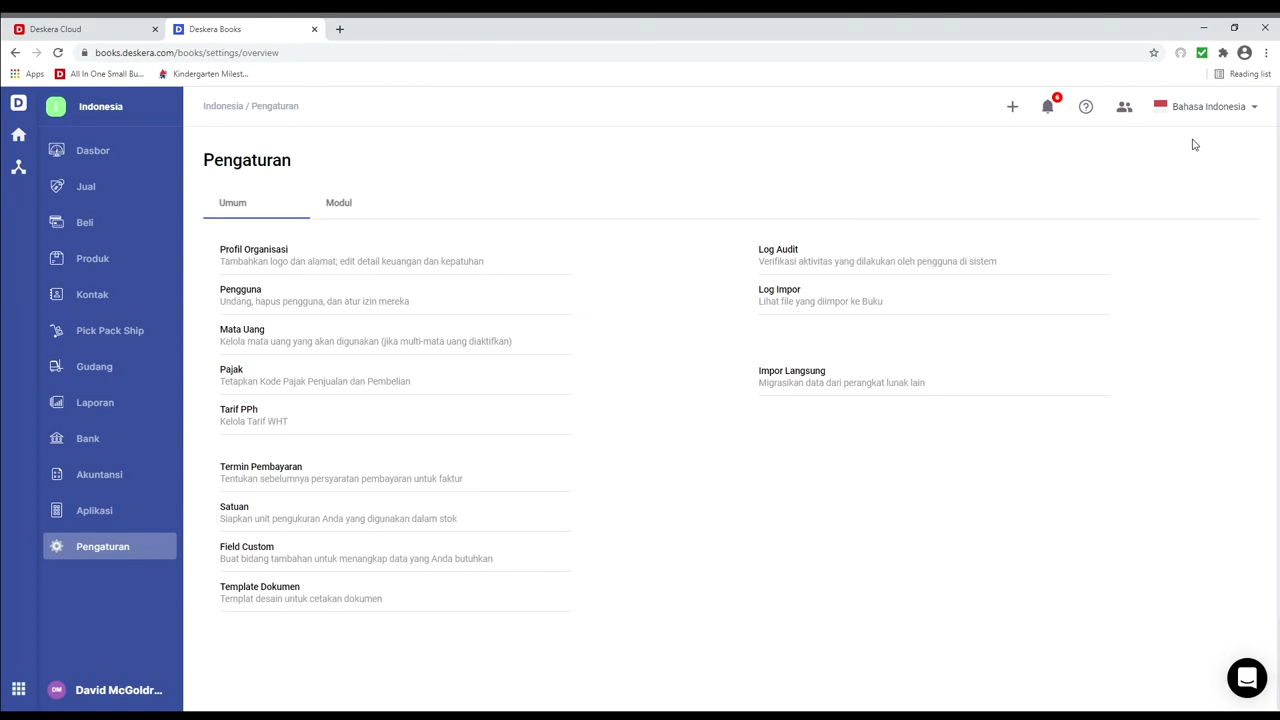 Deskera Cloud
Deskera Books
books.deskera.com/books/settings/overview
Apps
All In One Small Bu...
Kindergarten Milest...
Reading list
Indonesia
Indonesia / Pengaturan
6
Bahasa Indonesia
Dasbor
Jual
Beli
Produk
Kontak
Pick Pack Ship
Gudang
Laporan
Bank
Akuntansi
Aplikasi
Pengaturan
DM
David McGoldr...
Pengaturan
Umum
Modul
Profil Organisasi
Tambahkan logo dan alamat; edit detail keuangan dan kepatuhan
Pengguna
Undang, hapus pengguna, dan atur izin mereka
Mata Uang
Kelola mata uang yang akan digunakan (jika multi-mata uang diaktifkan)
Pajak
Tetapkan Kode Pajak Penjualan dan Pembelian
Tarif PPh
Kelola Tarif WHT
Termin Pembayaran
Tentukan sebelumnya persyaratan pembayaran untuk faktur
Satuan
Siapkan unit pengukuran Anda yang digunakan dalam stok
Field Custom
Buat bidang tambahan untuk menangkap data yang Anda butuhkan
Template Dokumen
Templat desain untuk cetakan dokumen
Log Audit
Verifikasi aktivitas yang dilakukan oleh pengguna di sistem
Log Impor
Lihat file yang diimpor ke Buku
Impor Langsung
Migrasikan data dari perangkat lunak lain